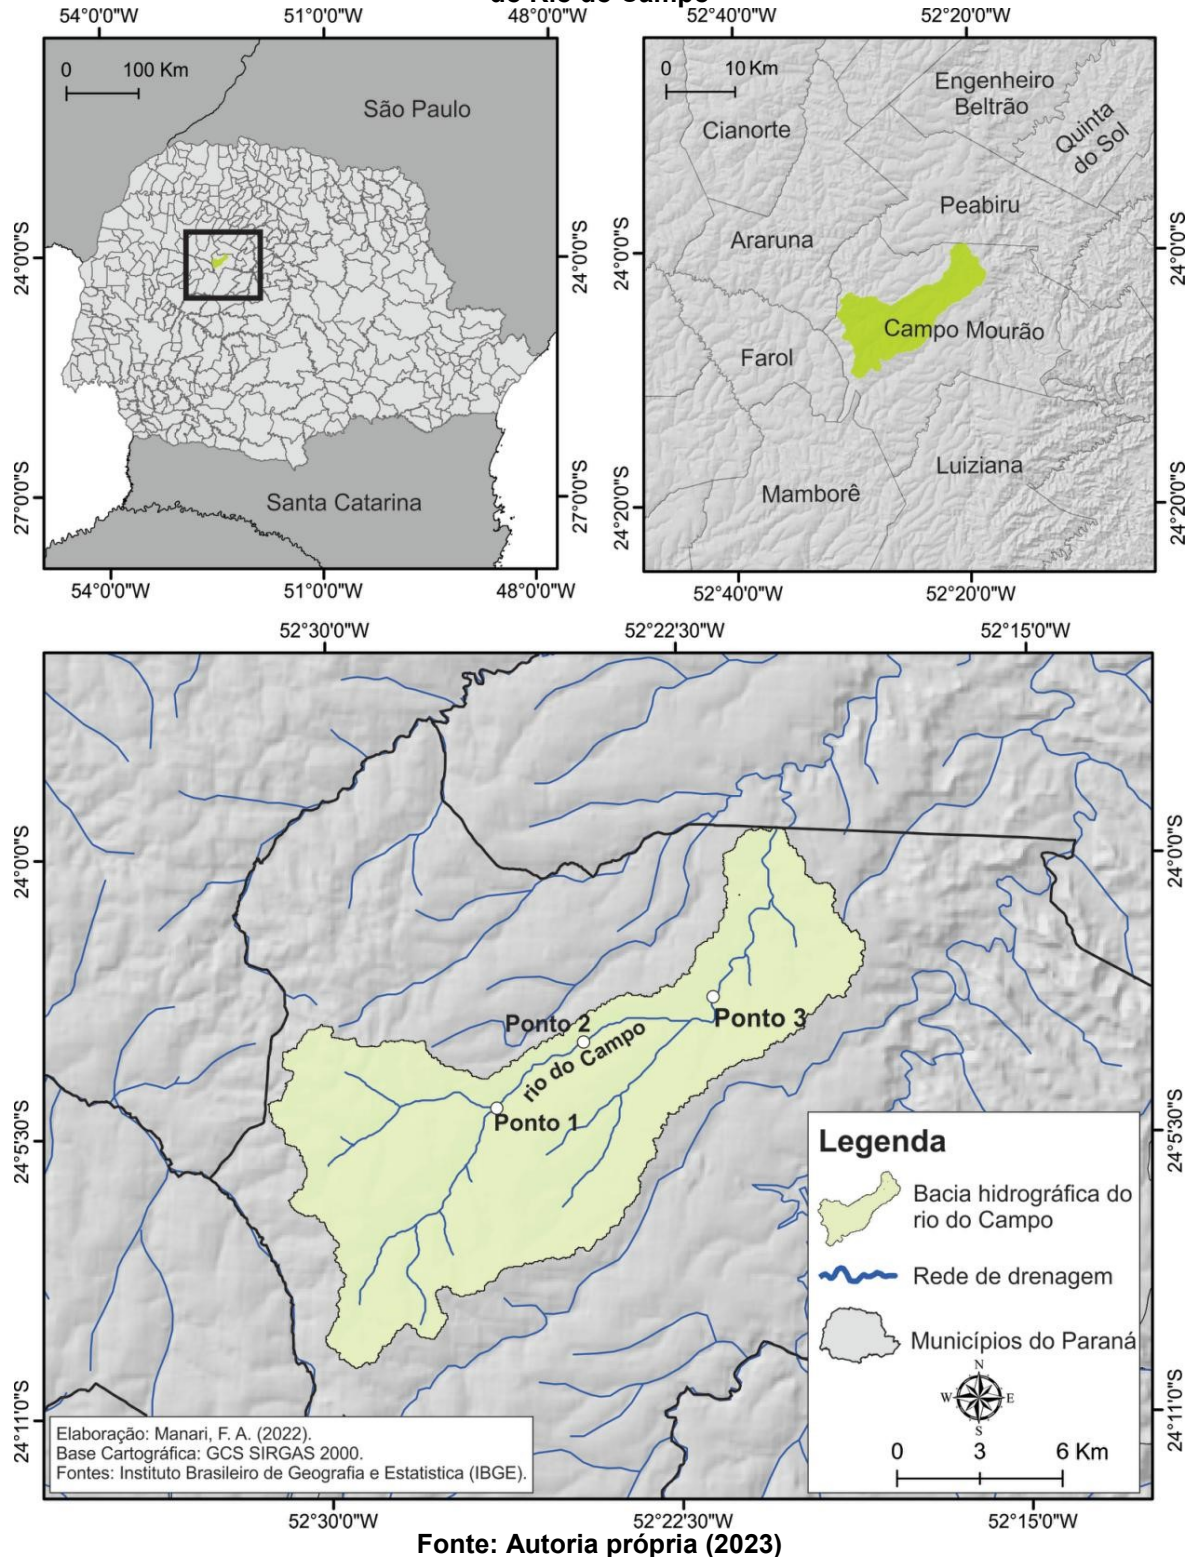 do Rio do Campo
54°0'0"W
51°0'0"W
48°0'0"W
52°40'0"W
52°20'0"W
0
100 Km
São Paulo
Santa Catarina
24°0'0"S
27°0'0"S
24°0'0"S
27°0'0"S
54°0'0"W
51°0'0"W
48°0'0"W
0
10 Km
Engenheiro
Beltrão
Cianorte
Quinta
do Sol
Peabiru
Araruna
Campo Mourão
Farol
Luiziana
Mamborê
24°0'0"S
24°20'0"S
24°0'0"S
24°20'0"S
52°40'0"W
52°20'0"W
52°30'0"W
52°22'30"W
52°15'0"W
24°0'0"S
24°5'30"S
24°11'0"S
24°0'0"S
24°5'30"S
24°11'0"S
Ponto 2
rio do Campo
Ponto 3
Ponto 1
Legenda
Bacia hidrográfica do
rio do Campo
Rede de drenagem
Municípios do Paraná
N
W
E
S
0
3
6 Km
Elaboração: Manari, F. A. (2022).
Base Cartográfica: GCS SIRGAS 2000.
Fontes: Instituto Brasileiro de Geografia e Estatistica (IBGE).
52°30'0"W
52°22'30"W
52°15'0"W
Fonte: Autoria própria (2023)